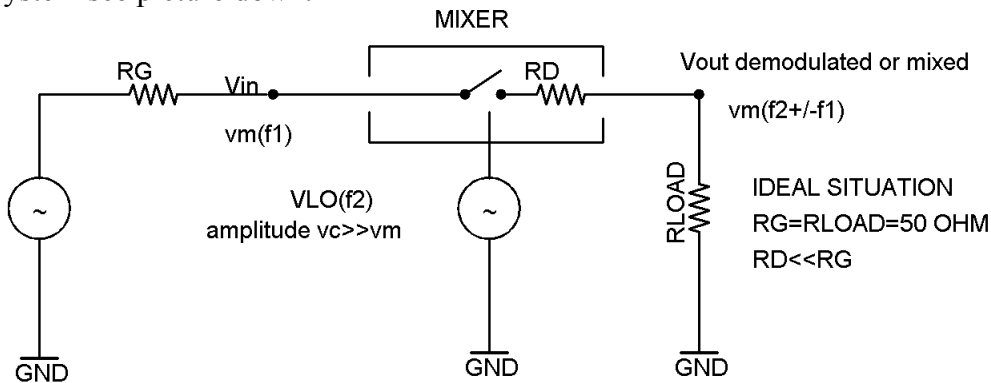 MIXER
RG
Vin
RD
Vout demodulated or mixed
vm(f1)
vm(f2+/-f1)
VLO(f2)
amplitude vc>>vm
~
~
RLOAD
IDEAL SITUATION
RG=RLOAD=50 OHM
RD<<RG
GND
GND
GND